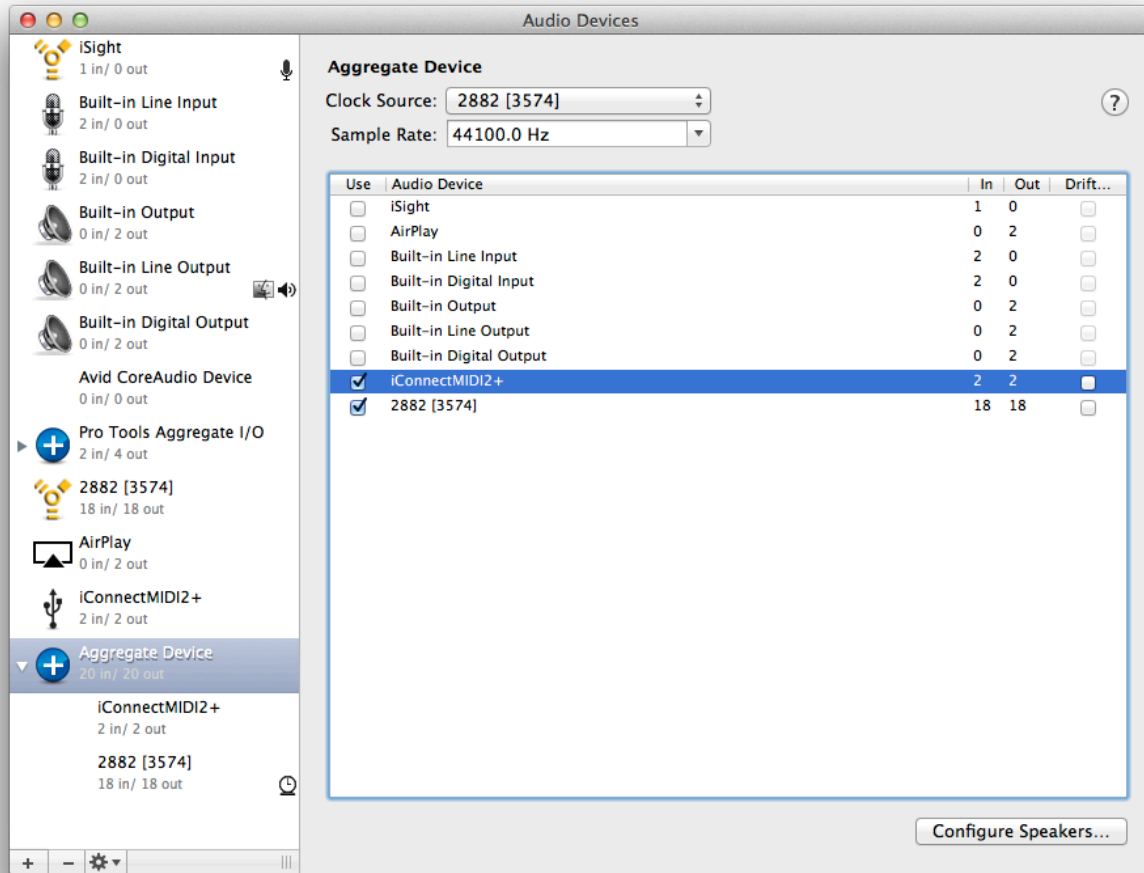 Audio Devices
iSight
1 in/ 0 out
Built-in Line Input
2 in/ 0 out
Built-in Digital Input
2 in/ 0 out
Built-in Output
0 in/ 2 out
Built-in Line Output
0 in/ 2 out
Built-in Digital Output
0 in/ 2 out
Avid CoreAudio Device
0 in/ 0 out
Pro Tools Aggregate I/O
2 in/ 4 out
2882 [3574]
18 in/ 18 out
AirPlay
0 in/ 2 out
iConnectMIDI2+
2 in/ 2 out
Aggregate Device
20 in/ 20 out
iConnectMIDI2+
2 in/ 2 out
2882 [3574]
18 in/ 18 out
Aggregate Device
Clock Source: 2882 [3574]
?
Sample Rate: 44100.0 Hz
Use Audio Device In Out Drift...
iSight 1 0
AirPlay 0 2
Built-in Line Input 2 0
Built-in Digital Input 2 0
Built-in Output 0 2
Built-in Line Output 0 2
Built-in Digital Output 0 2
iConnectMIDI2+ 2 2
2882 [3574] 18 18
Configure Speakers...